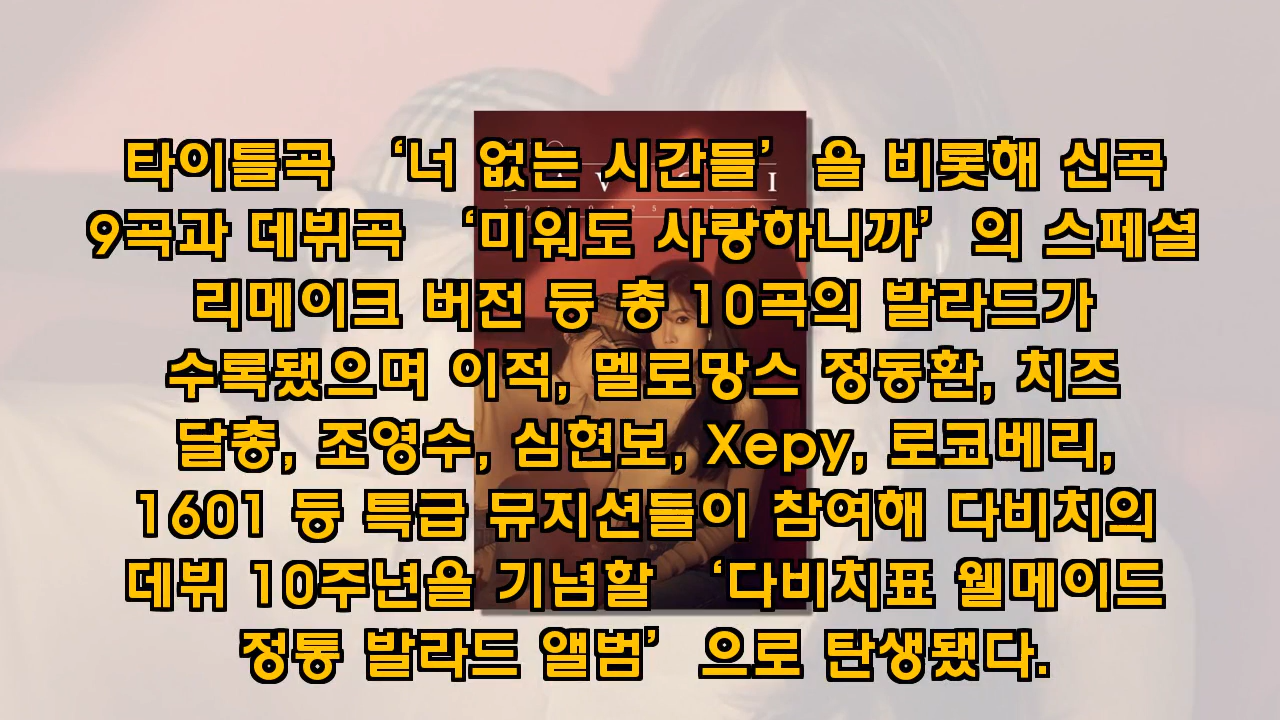 타이틀곡 ‘너 없는 시간들’ 을 비롯해 신곡
9곡과 데뷔곡 ‘미워도 사랑하니까’ 의 스페셜
리메이크 버전 등 총 10곡의 발라드가
수록됐으며 이적, 멜로망스 정동환, 치즈
달총, 조영수, 심현보, Xepy, 로코베리,
1601 등 특급 뮤지션들이 참여해 다비치의
데뷔 10주년을 기념할 ‘다비치표 웰메이드
정통 발라드 앨범’ 으로 탄생됐다.